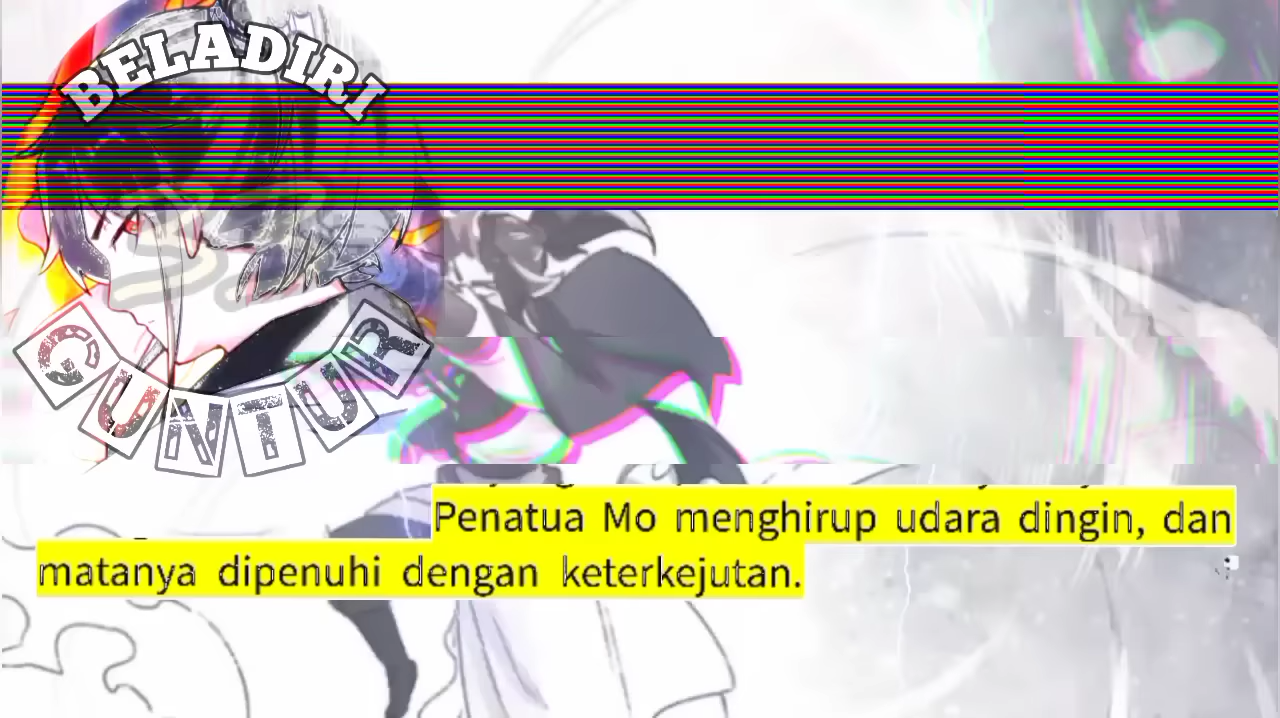 BELADIRI
GUNTUR
Penatua Mo menghirup udara dingin, dan
matanya dipenuhi dengan keterkejutan.